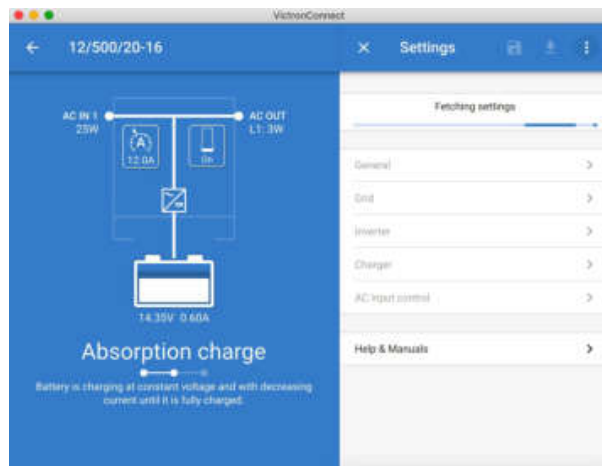 VictronConnect
12/500/20-16
Settings
AC IN 1
25W
AC OUT
L1: 3W
12.0A
On
Fetching settings
General
Grid
Inverter
Charger
AC input control
Help & Manuals
14.35V 0.60A
Absorption charge
Battery is charging at constant voltage and with decreasing
current until it is fully charged.